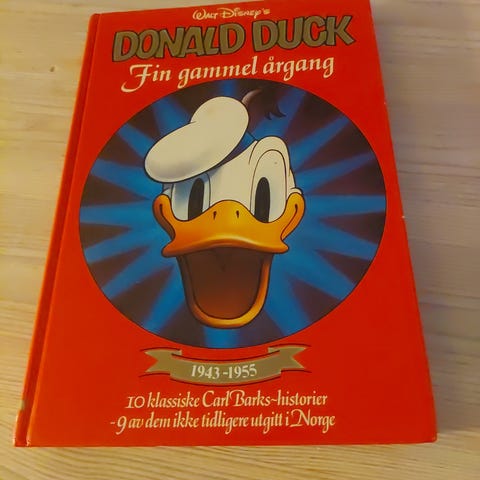 Walt Disney's
DONALD DUCK
Fin gammel årgang
1943-1955
10 klassiske Carl Barks-historier
-9 av dem ikke tidligere utgitt i Norge